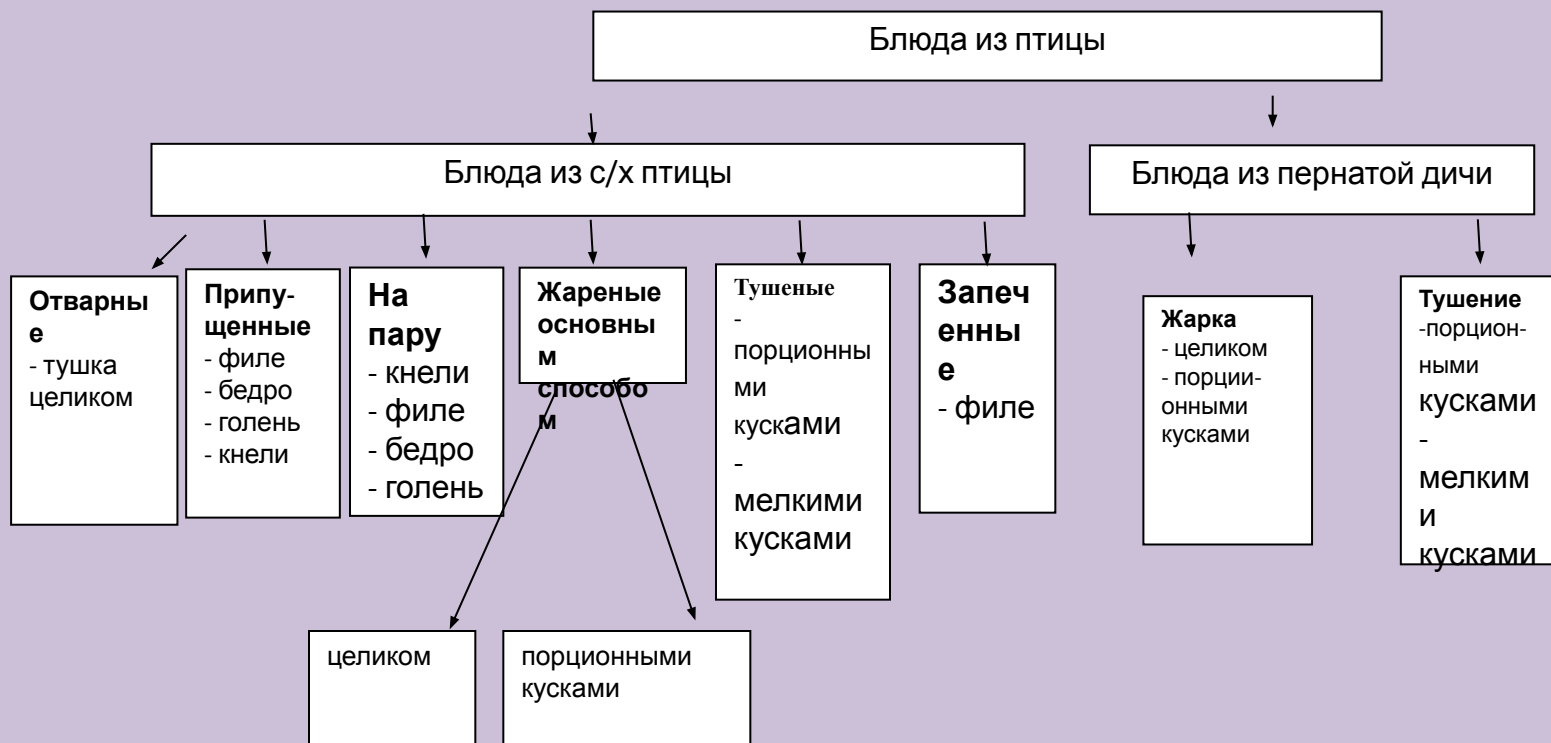 Блюда из птицы
Блюда из с/х птицы
Блюда из пернатой дичи
Отварны
е
- тушка
целиком
Припу-
щенные
- филе
- бедро
- голень
- кнели
На
пару
- кнели
- филе
- бедро
- голень
Жареные
основны
м
способо
м
Тушеные
-
порционны
ми
кусками
-
мелкими
кусками
Запеч
енны
е
- филе
Жарка
- целиком
- порции-
онными
кусками
Тушение
-порцион-
ными
кусками
-
мелким
и
кусками
целиком
порционными
кусками